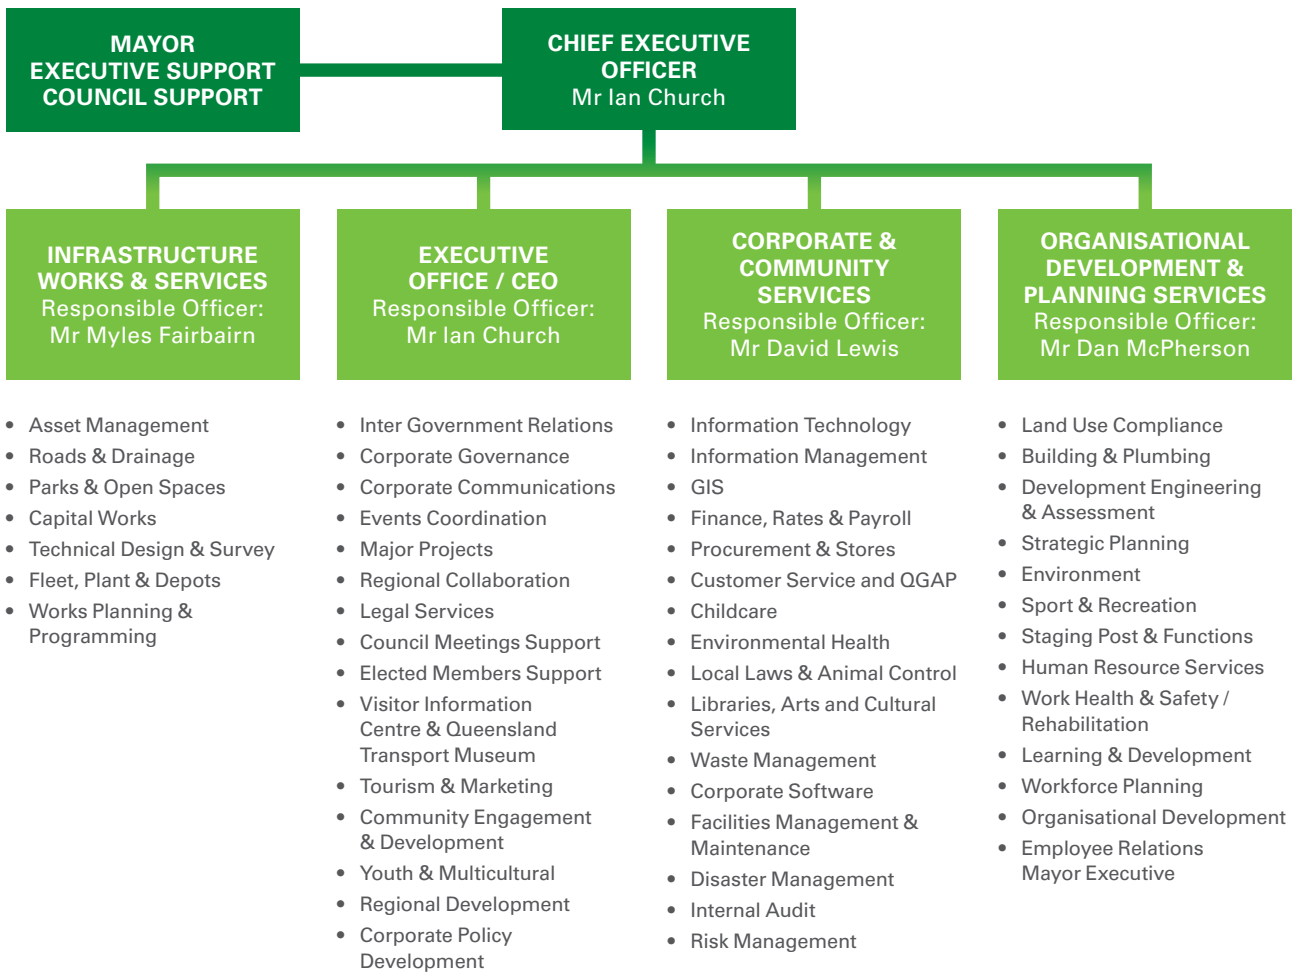 MAYOR
EXECUTIVE SUPPORT
COUNCIL SUPPORT
CHIEF EXECUTIVE
OFFICER
Mr Ian Church
INFRASTRUCTURE
WORKS & SERVICES
Responsible Officer:
Mr Myles Fairbairn
• Asset Management
• Roads & Drainage
• Parks & Open Spaces
• Capital Works
• Technical Design & Survey
• Fleet, Plant & Depots
• Works Planning &
Programming
EXECUTIVE
OFFICE / CEO
Responsible Officer:
Mr Ian Church
• Inter Government Relations
• Corporate Governance
• Corporate Communications
• Events Coordination
• Major Projects
• Regional Collaboration
• Legal Services
• Council Meetings Support
• Elected Members Support
• Visitor Information
Centre & Queensland
Transport Museum
• Tourism & Marketing
• Community Engagement
& Development
• Youth & Multicultural
• Regional Development
• Corporate Policy
Development
CORPORATE &
COMMUNITY
SERVICES
Responsible Officer:
Mr David Lewis
• Information Technology
• Information Management
• GIS
• Finance, Rates & Payroll
• Procurement & Stores
• Customer Service and QGAP
• Childcare
• Environmental Health
• Local Laws & Animal Control
• Libraries, Arts and Cultural
Services
• Waste Management
• Corporate Software
• Facilities Management &
Maintenance
• Disaster Management
• Internal Audit
• Risk Management
ORGANISATIONAL
DEVELOPMENT &
PLANNING SERVICES
Responsible Officer:
Mr Dan McPherson
• Land Use Compliance
• Building & Plumbing
• Development Engineering
& Assessment
• Strategic Planning
• Environment
• Sport & Recreation
• Staging Post & Functions
• Human Resource Services
• Work Health & Safety /
Rehabilitation
• Learning & Development
• Workforce Planning
• Organisational Development
• Employee Relations
Mayor Executive